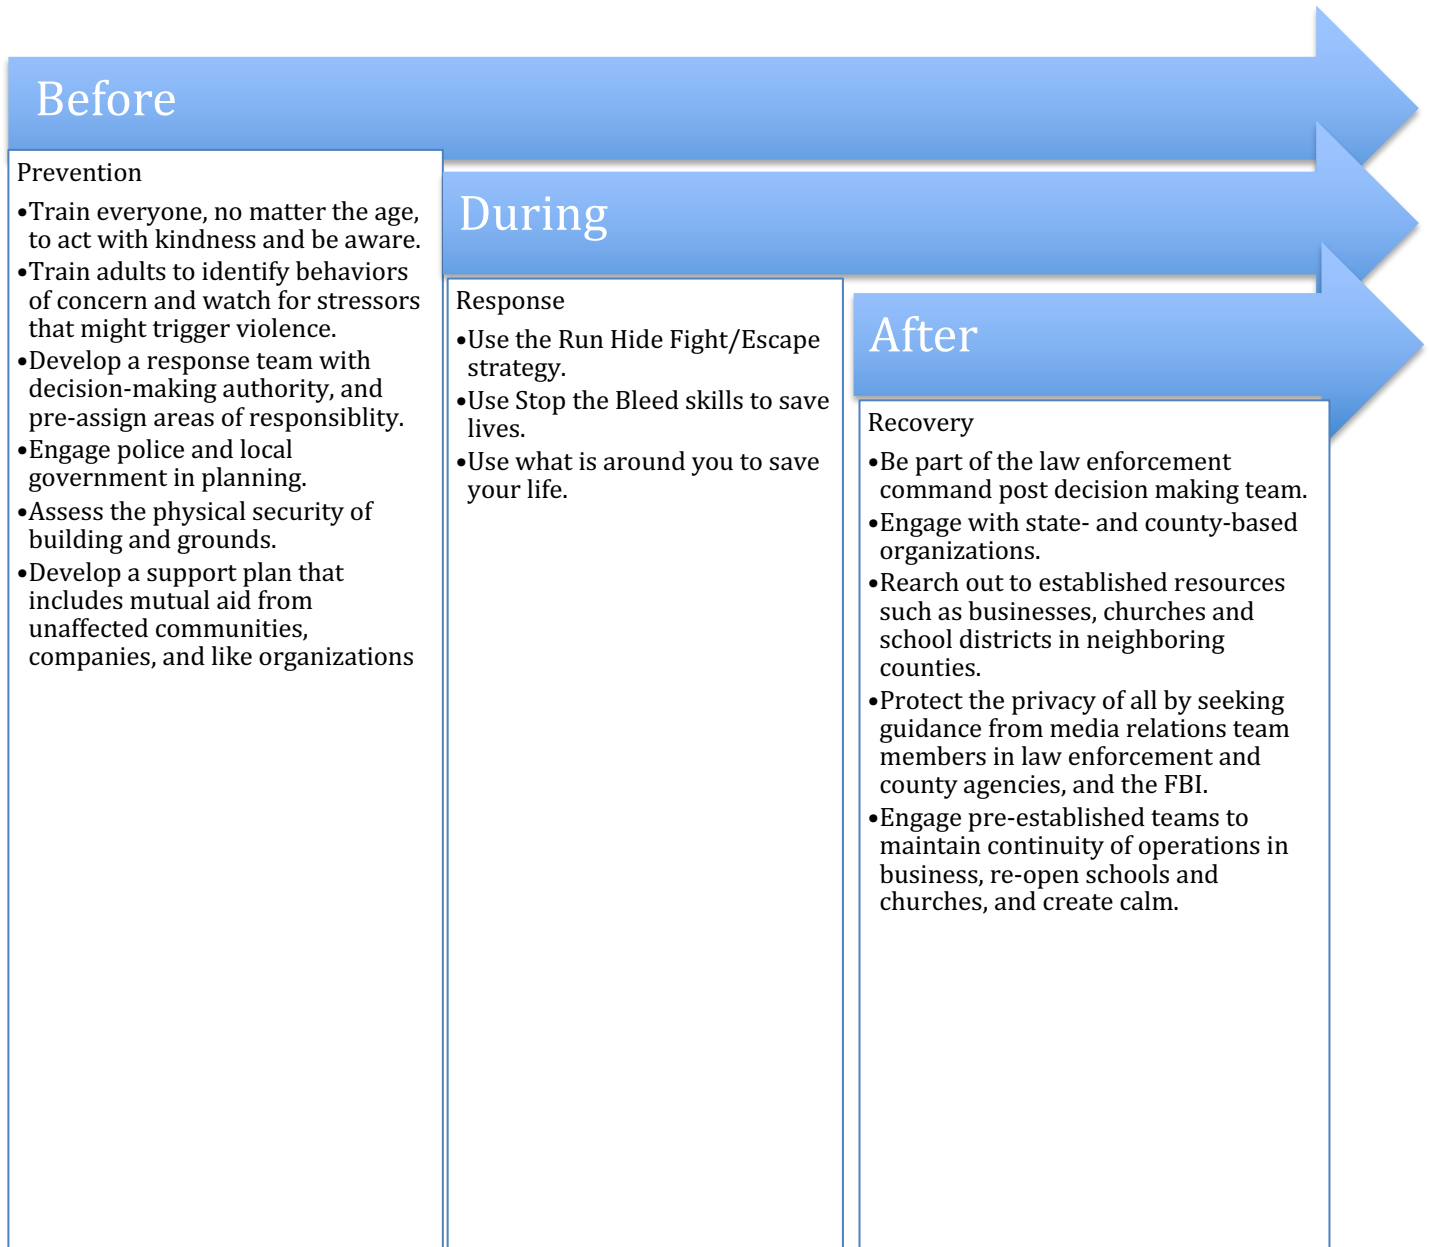 Before
Prevention
•Train everyone, no matter the age,
to act with kindness and be aware.
•Train adults to identify behaviors
of concern and watch for stressors
that might trigger violence.
•Develop a response team with
decision-making authority, and
pre-assign areas of responsiblity.
•Engage police and local
government in planning.
•Assess the physical security of
building and grounds.
•Develop a support plan that
includes mutual aid from
unaffected communities,
companies, and like organizations
During
Response
•Use the Run Hide Fight/Escape
strategy.
•Use Stop the Bleed skills to save
lives.
•Use what is around you to save
your life.
After
Recovery
•Be part of the law enforcement
command post decision making team.
•Engage with state- and county-based
organizations.
•Rearch out to established resources
such as businesses, churches and
school districts in neighboring
counties.
•Protect the privacy of all by seeking
guidance from media relations team
members in law enforcement and
county agencies, and the FBI.
•Engage pre-established teams to
maintain continuity of operations in
business, re-open schools and
churches, and create calm.